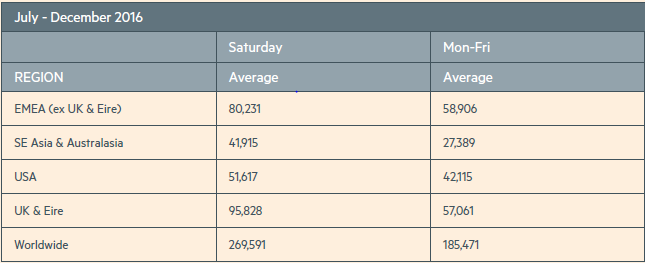 July - December 2016
Saturday Mon-Fri
REGION Average Average
EMEA (ex UK & Eire) 80,231 58,906
SE Asia & Australasia 41,915 27,389
USA 51,617 42,115
UK & Eire 95,828 57,061
Worldwide 269,591 185,471